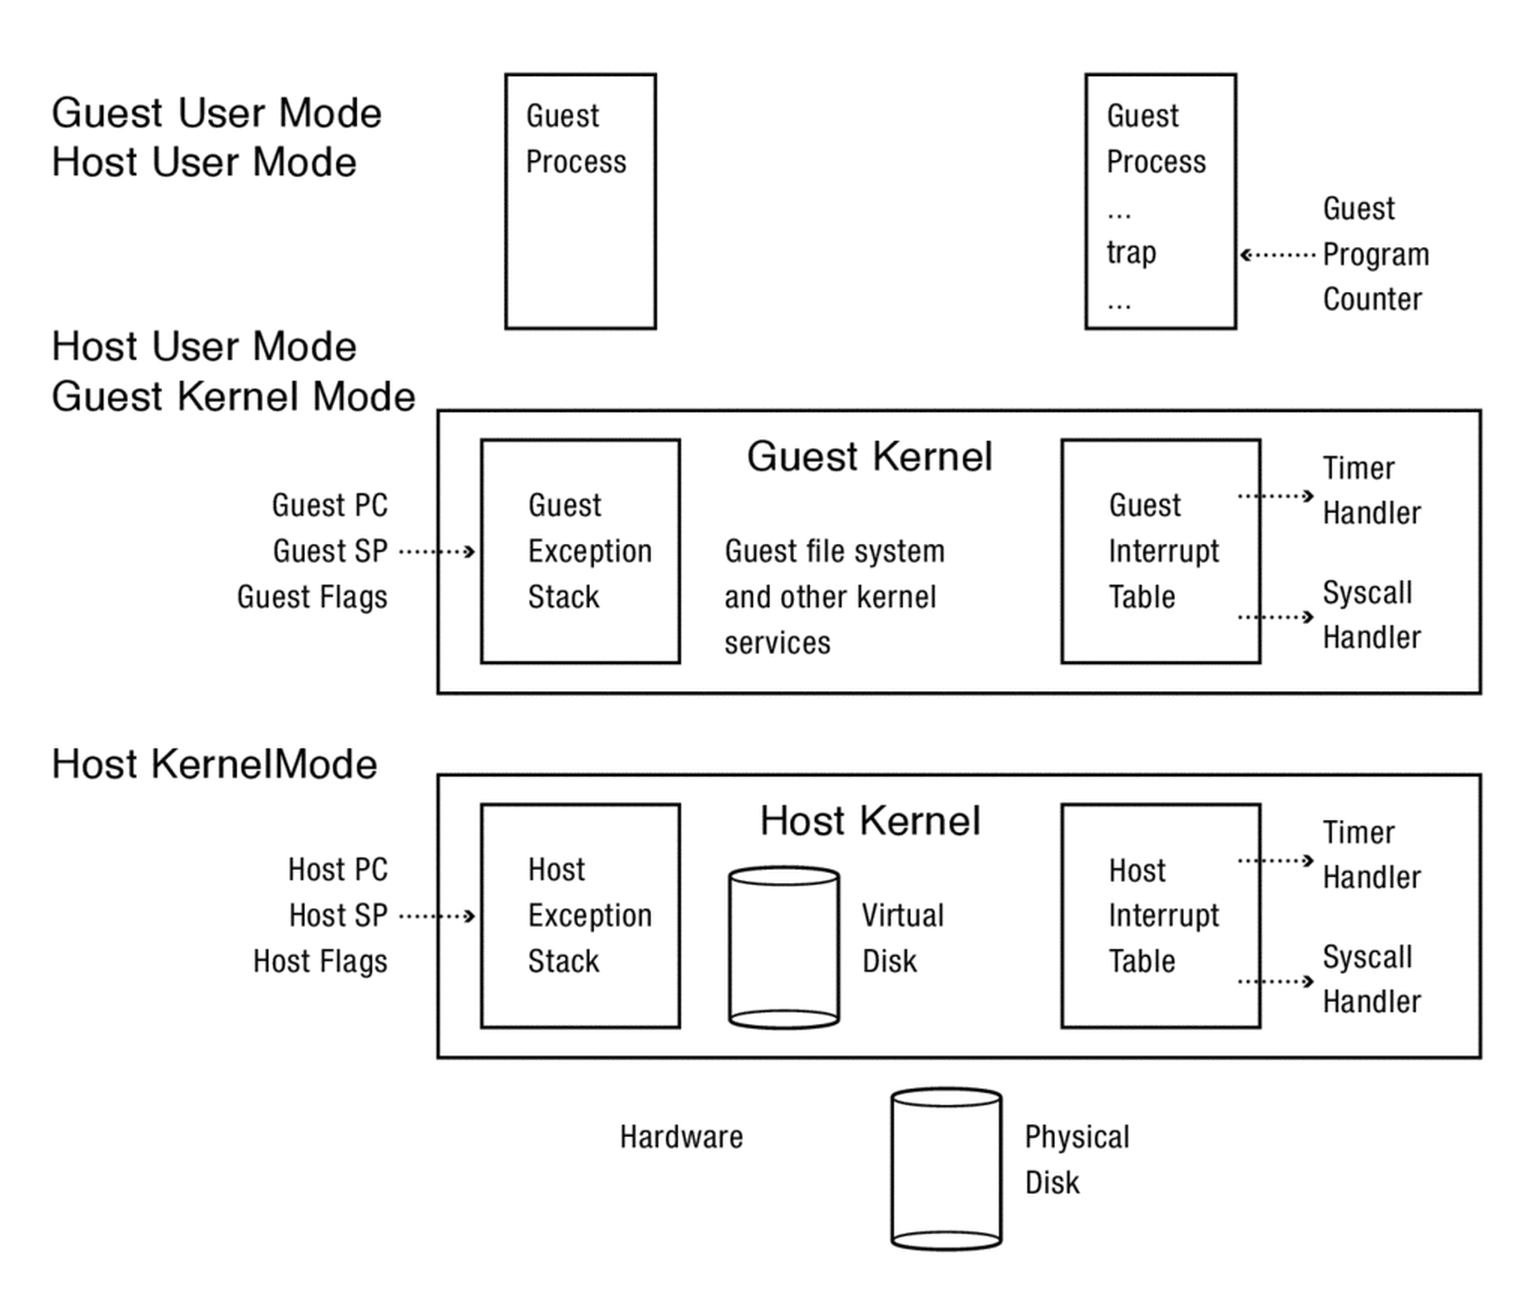 Guest User Mode
Host User Mode
Guest
Process
Guest
Process
...
trap
...
Guest
Program
Counter
Host User Mode
Guest Kernel Mode
Guest PC
Guest SP
Guest Flags
Guest
Exception
Stack
Guest Kernel
Guest file system
and other kernel
services
Guest
Interrupt
Table
Timer
Handler
Syscall
Handler
Host KernelMode
Host PC
Host SP
Host Flags
Host
Exception
Stack
Host Kernel
Virtual
Disk
Host
Interrupt
Table
Timer
Handler
Syscall
Handler
Hardware
Physical
Disk